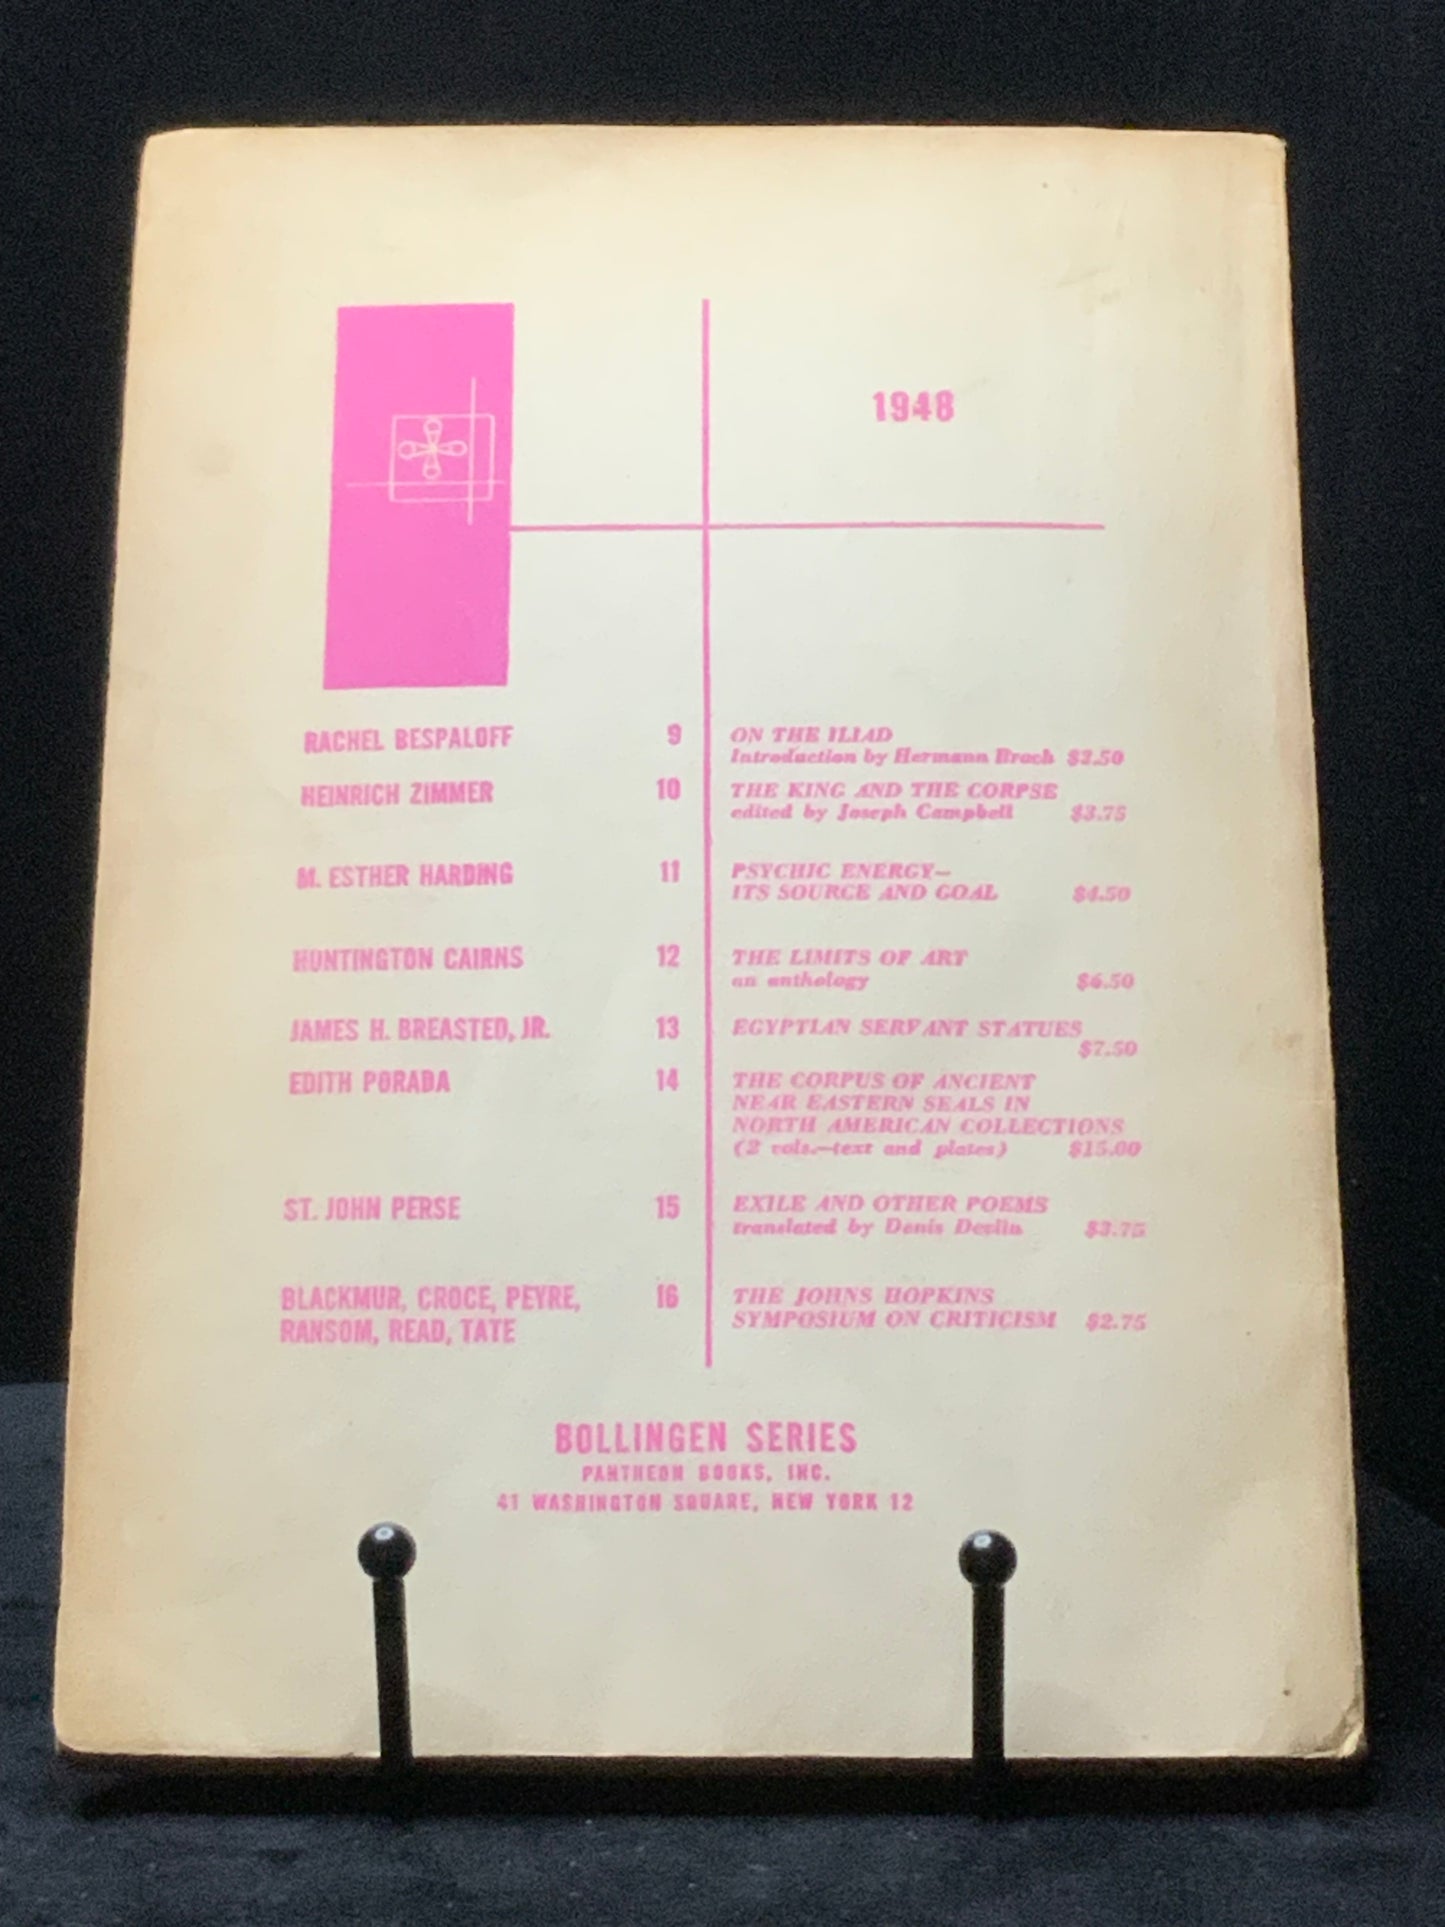 1948
RACHEL BESPALOFF 9 ON THE ILIAD
Introduction by Hermann Broch $2.50
HEINRICH ZIMMER 10 THE KING AND THE CORPSE
edited by Joseph Campbell $3.75
M. ESTHER HARDING 11 PSYCHIC ENERGY—
ITS SOURCE AND GOAL $4.50
HUNTINGTON CAIRNS 12 THE LIMITS OF ART
an anthology $6.50
JAMES H. BREASTED, JR. 13 EGYPTIAN SERVANT STATUES
$7.50
EDITH PORADA 14 THE CORPUS OF ANCIENT
NEAR EASTERN SEALS IN
NORTH AMERICAN COLLECTIONS
(2 vols.—text and plates) $15.00
ST. JOHN PERSE 15 EXILE AND OTHER POEMS
translated by Denis Devlin $3.75
BLACKMUR, CROCE, PEYRE, 16 THE JOHNS HOPKINS
RANSOM, READ, TATE SYMPOSIUM ON CRITICISM $2.75
BOLLINGEN SERIES
PANTHEON BOOKS, INC.
41 WASHINGTON SQUARE, NEW YORK 12